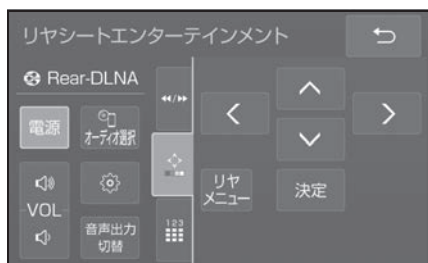 リヤシートエンターテインメント
Rear-DLNA
電源
オーディオ選択
VOL
音声出力
切替
123
リヤ
メニュー
決定